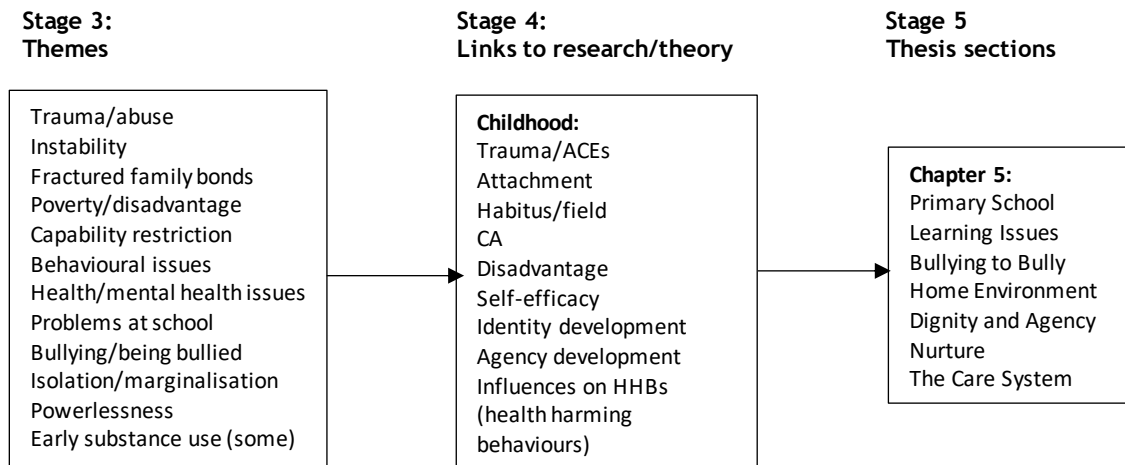 Stage 3:
Themes
Stage 4:
Links to research/theory
Stage 5
Thesis sections
Trauma/abuse
Instability
Fractured family bonds
Poverty/disadvantage
Capability restriction
Behavioural issues
Health/mental health issues
Problems at school
Bullying/being bullied
Isolation/marginalisation
Powerlessness
Early substance use (some)
Childhood:
Trauma/ACEs
Attachment
Habitus/field
CA
Disadvantage
Self-efficacy
Identity development
Agency development
Influences on HHBs
(health harming
behaviours)
Chapter 5:
Primary School
Learning Issues
Bullying to Bully
Home Environment
Dignity and Agency
Nurture
The Care System